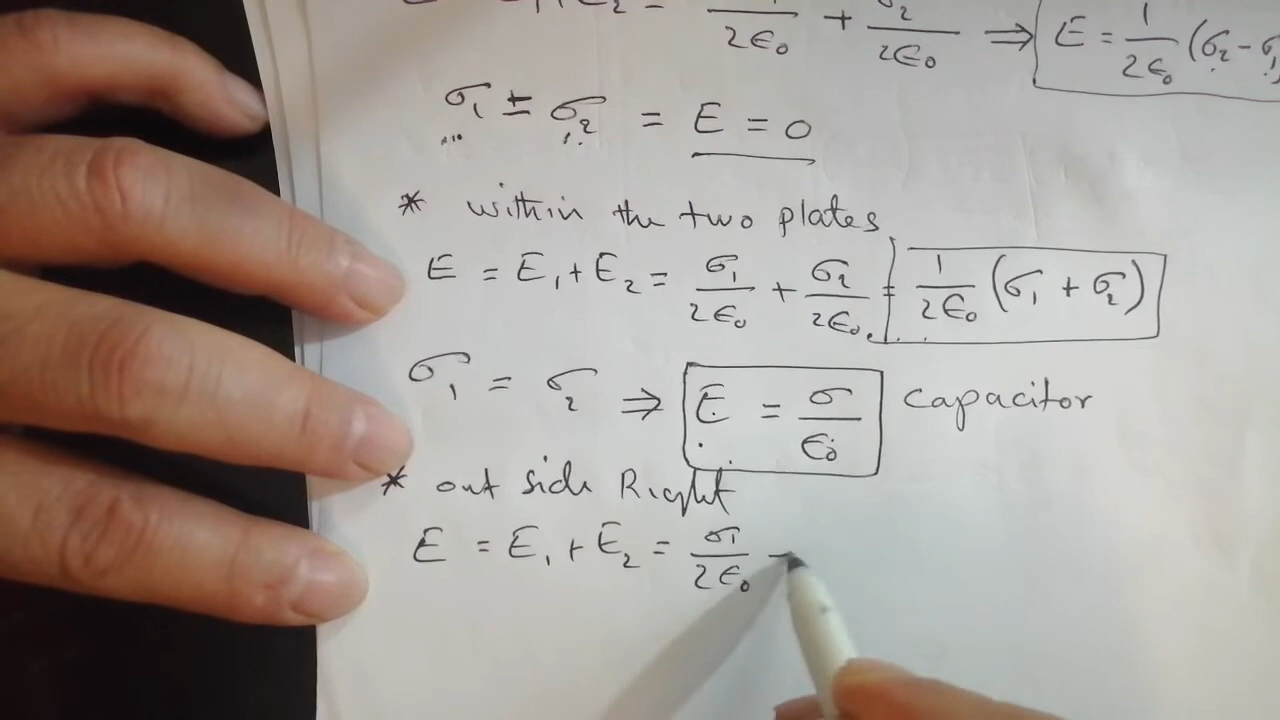 E₁+E₂ = 1/2ϵ₀ + σ₂/2ϵ₀ ⇒ E = 1/2ϵ₀ (σ₂ - σ₁
σ₁ ± σ₂ = E = 0
* within the two plates
E = E₁+E₂ = σ₁/2ϵ₀ + σ₂/2ϵ₀ = 1/2ϵ₀ (σ₁ + σ₂)
σ₁ = σ₂ ⇒ E = σ/ϵ₀ capacitor
* out side Right
E = E₁+E₂ = σ₁/2ϵ₀ -